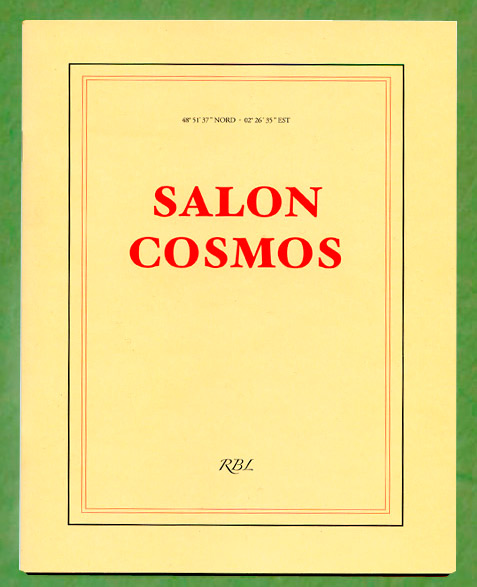 48° 51' 37" NORD - 02° 26' 35" EST
SALON
COSMOS
RBL